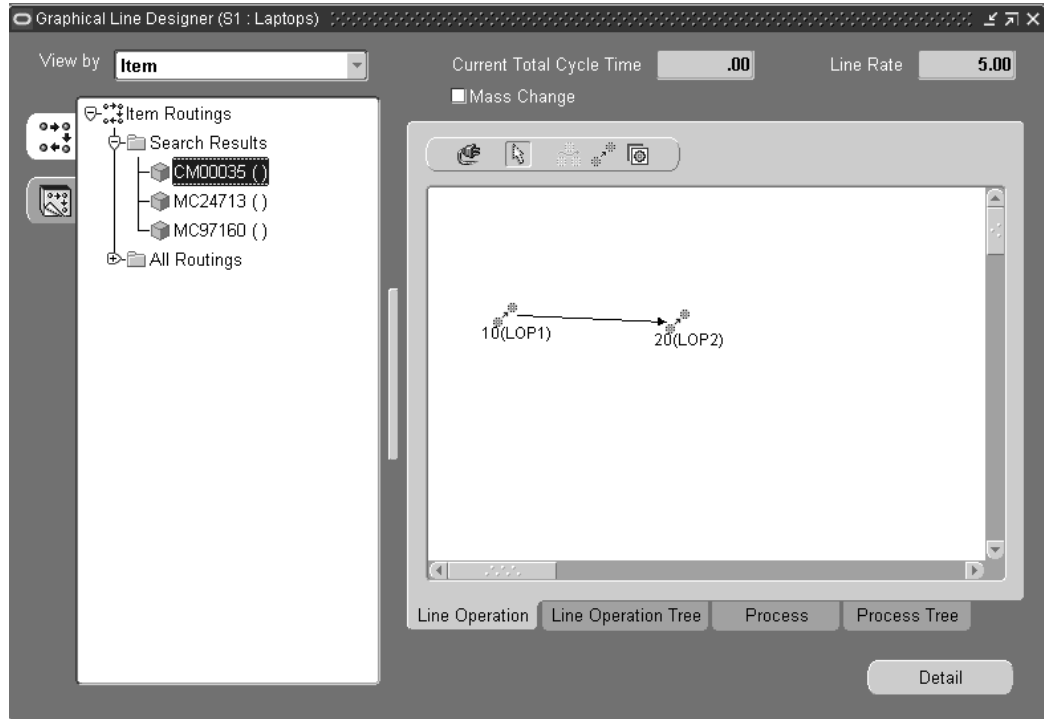 Graphical Line Designer (S1 : Laptops)
View by Item
Current Total Cycle Time .00 Line Rate 5.00
Mass Change
Item Routings
Search Results
CM00035 ( )
MC24713 ( )
MC97160 ( )
All Routings
10(LOP1)
20(LOP2)
Line Operation Line Operation Tree Process Process Tree
Detail